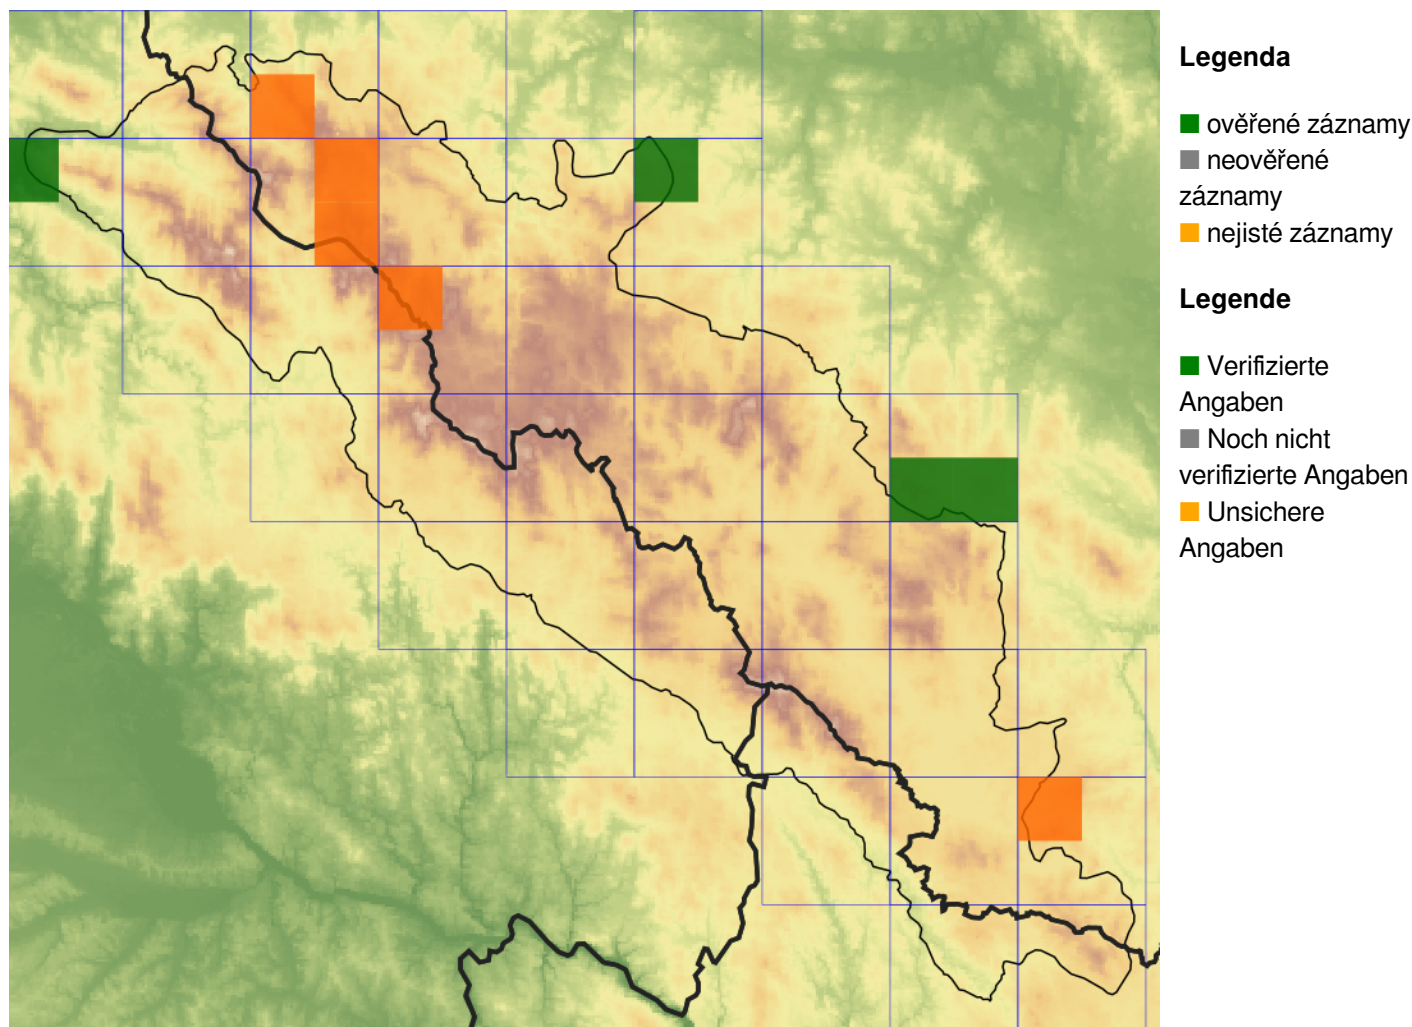 Legenda
ověřené záznamy
neověřené
záznamy
nejisté záznamy
Legende
Verifizierte
Angaben
Noch nicht
verifizierte Angaben
Unsichere
Angaben